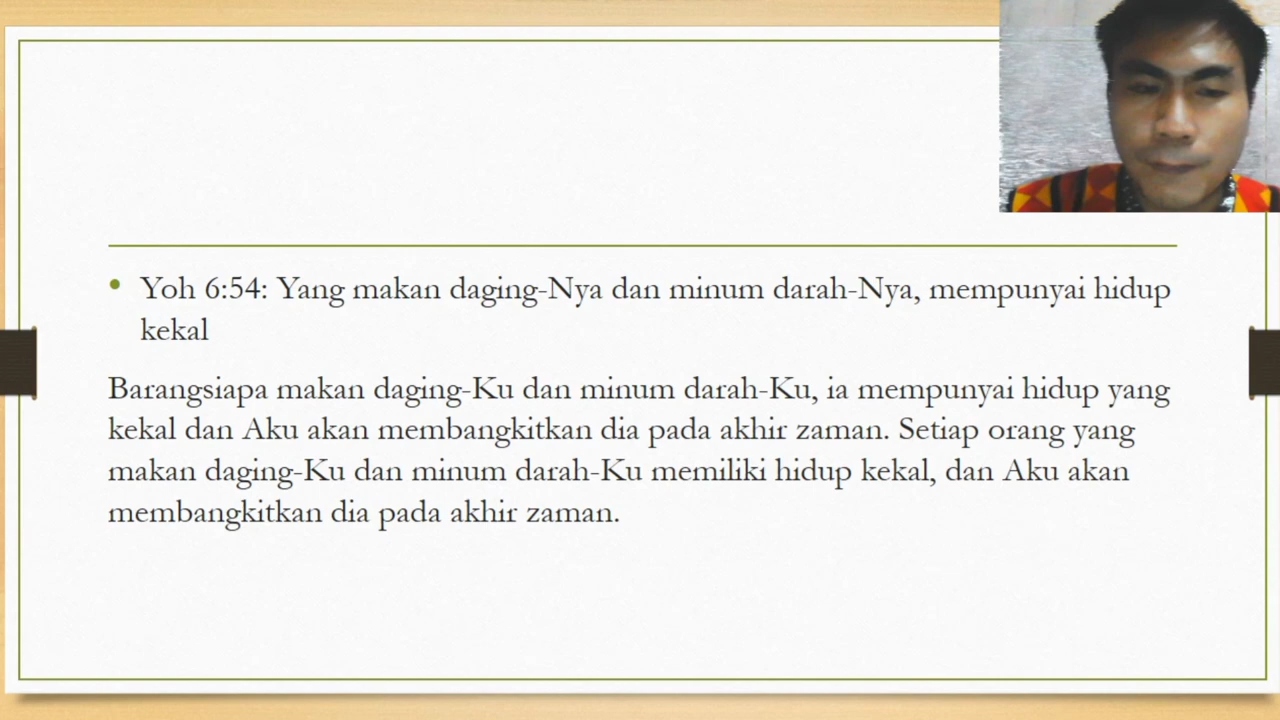 Yoh 6:54: Yang makan daging-Nya dan minum darah-Nya, mempunyai hidup
kekal
Barangsiapa makan daging-Ku dan minum darah-Ku, ia mempunyai hidup yang
kekal dan Aku akan membangkitkan dia pada akhir zaman. Setiap orang yang
makan daging-Ku dan minum darah-Ku memiliki hidup kekal, dan Aku akan
membangkitkan dia pada akhir zaman.